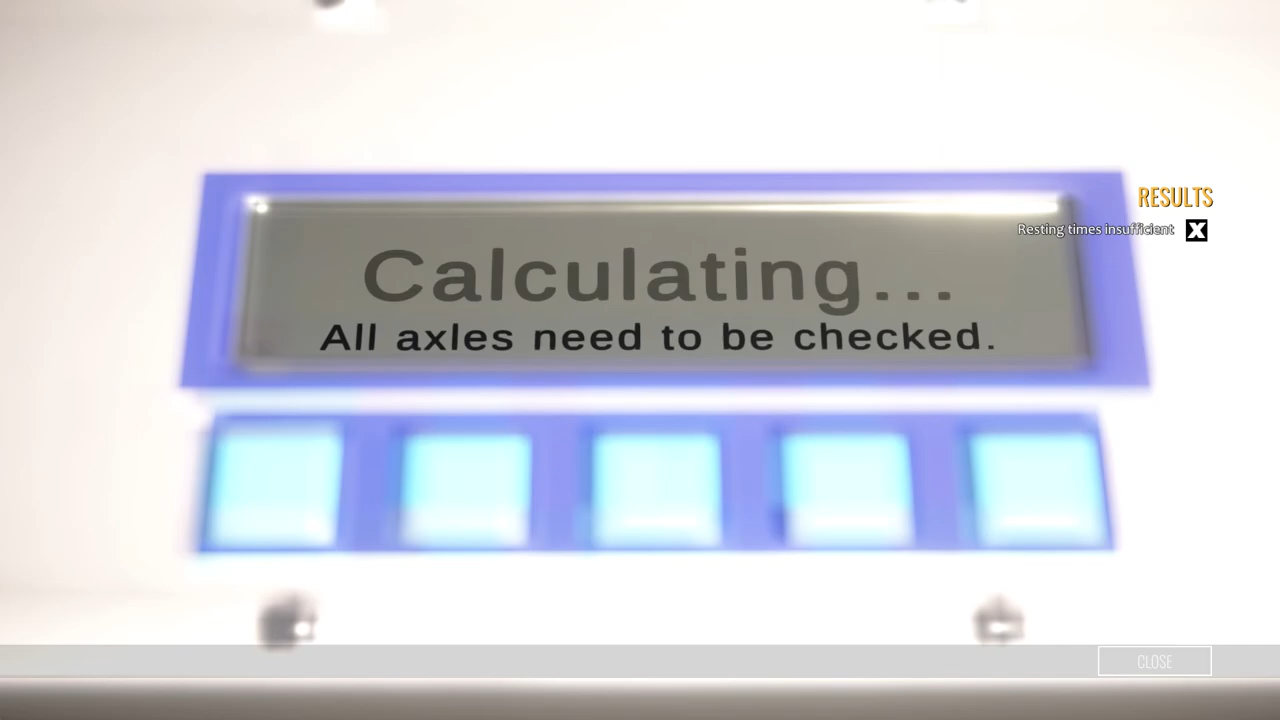 RESULTS
Resting times insufficient X
Calculating...
All axles need to be checked.
CLOSE